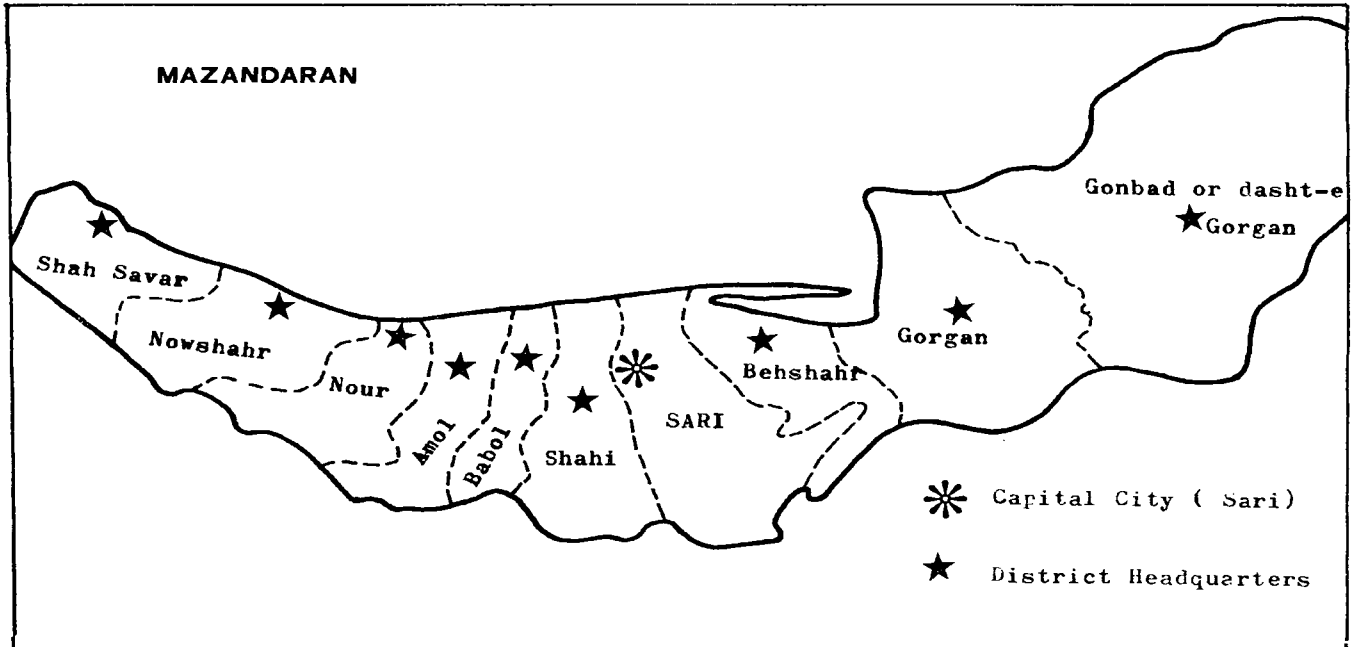 MAZANDARAN
Gonbad or dasht-e
Gorgan
Shah Savar
Nowshahr
Nour
Amol
Babol
Shahi
SARI
Behshahr
Gorgan
Capital City ( Sari)
District Headquarters